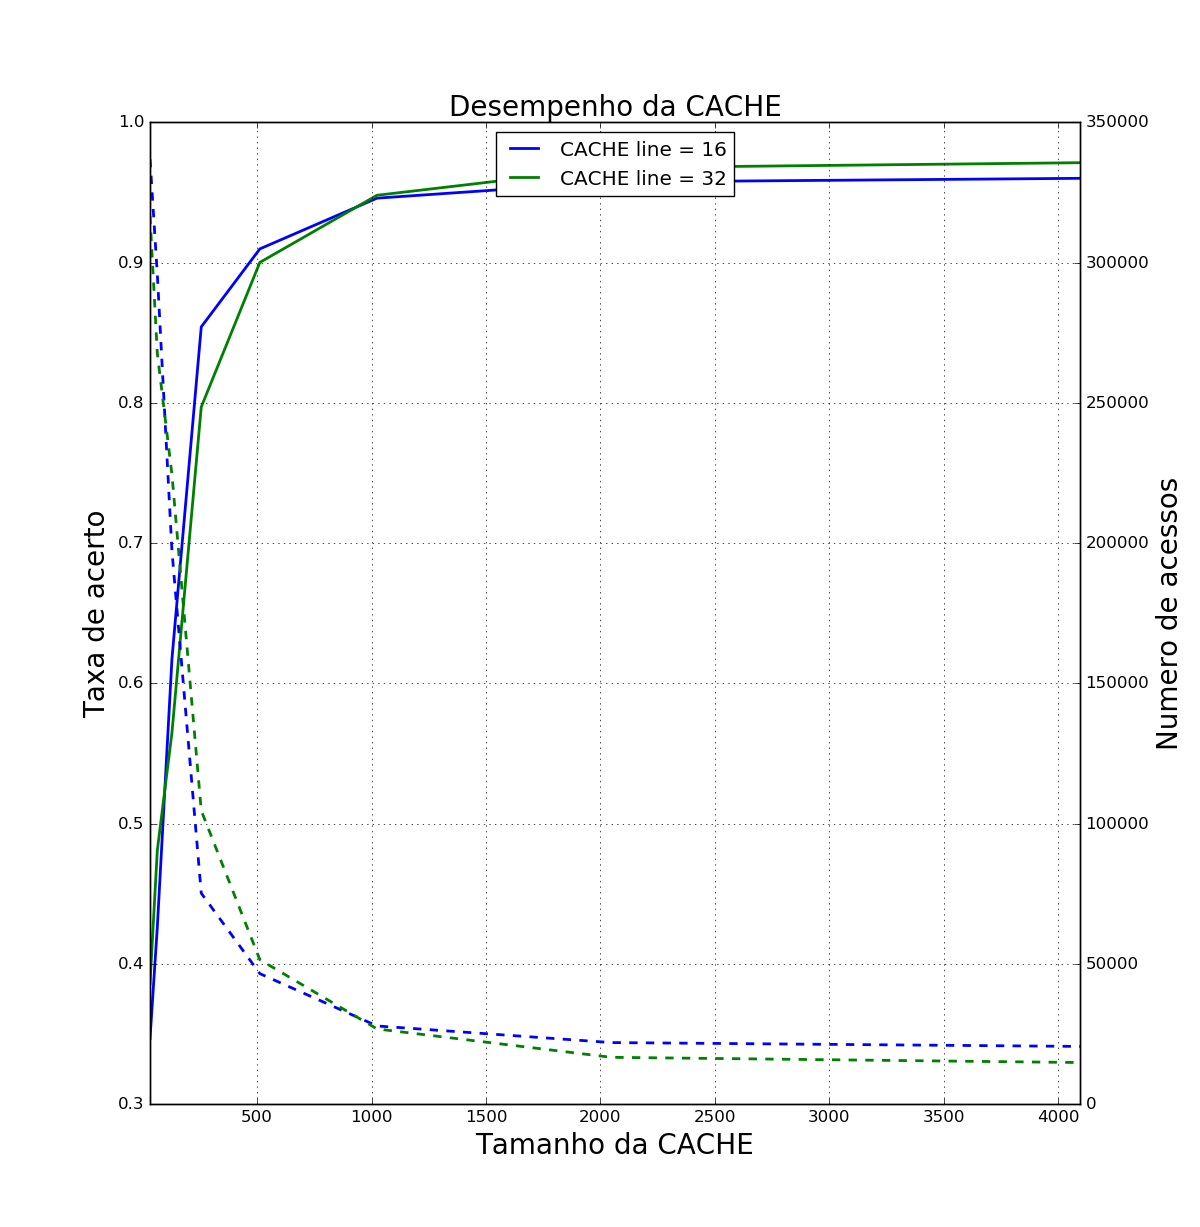 Desempenho da CACHE
CACHE line = 16
CACHE line = 32
1.0
0.9
0.8
0.7
0.6
0.5
0.4
0.3
Taxa de acerto
350000
300000
250000
200000
150000
100000
50000
0
Numero de acessos
500 1000 1500 2000 2500 3000 3500 4000
Tamanho da CACHE